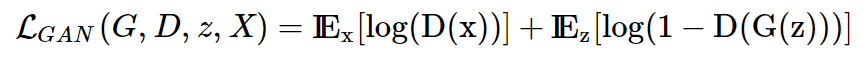 ℒ_GAN(G, D, z, X) = 𝔼_x[log(D(x))] + 𝔼_z[log(1 − D(G(z)))]